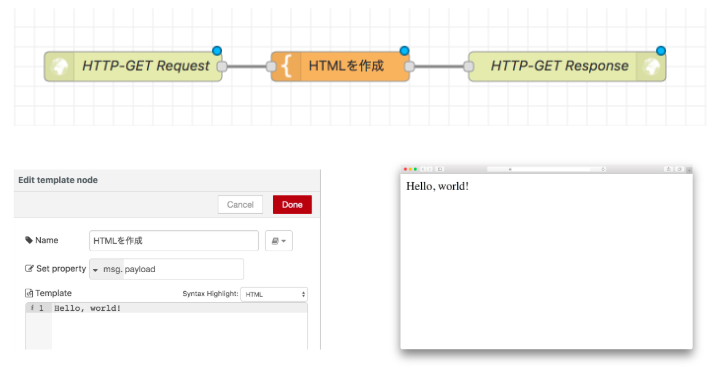 HTTP-GET Request
HTMLを作成
HTTP-GET Response
Edit template node
Cancel
Done
Name
HTMLを作成
Set property
msg. payload
Template
Syntax Highlight:
HTML
i 1 Hello, world!
Hello, world!